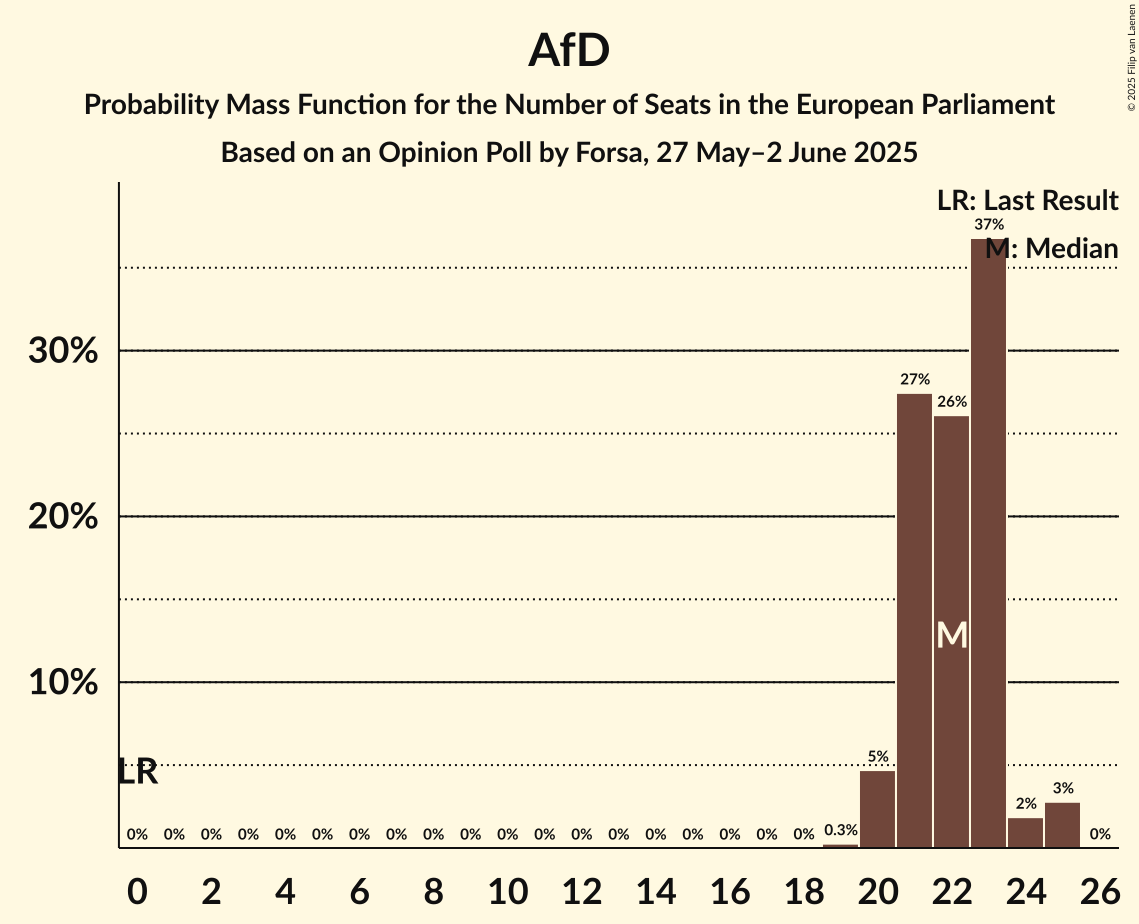 AfD
Probability Mass Function for the Number of Seats in the European Parliament
Based on an Opinion Poll by Forsa, 27 May–2 June 2025
© 2025 Filip van Laenen
LR: Last Result
M: Median
37%
30%
27%
26%
20%
M
10%
LR
5%
3%
2%
0% 0% 0% 0% 0% 0% 0% 0% 0% 0% 0% 0% 0% 0% 0% 0% 0% 0% 0% 0.3% 0%
0 2 4 6 8 10 12 14 16 18 20 22 24 26